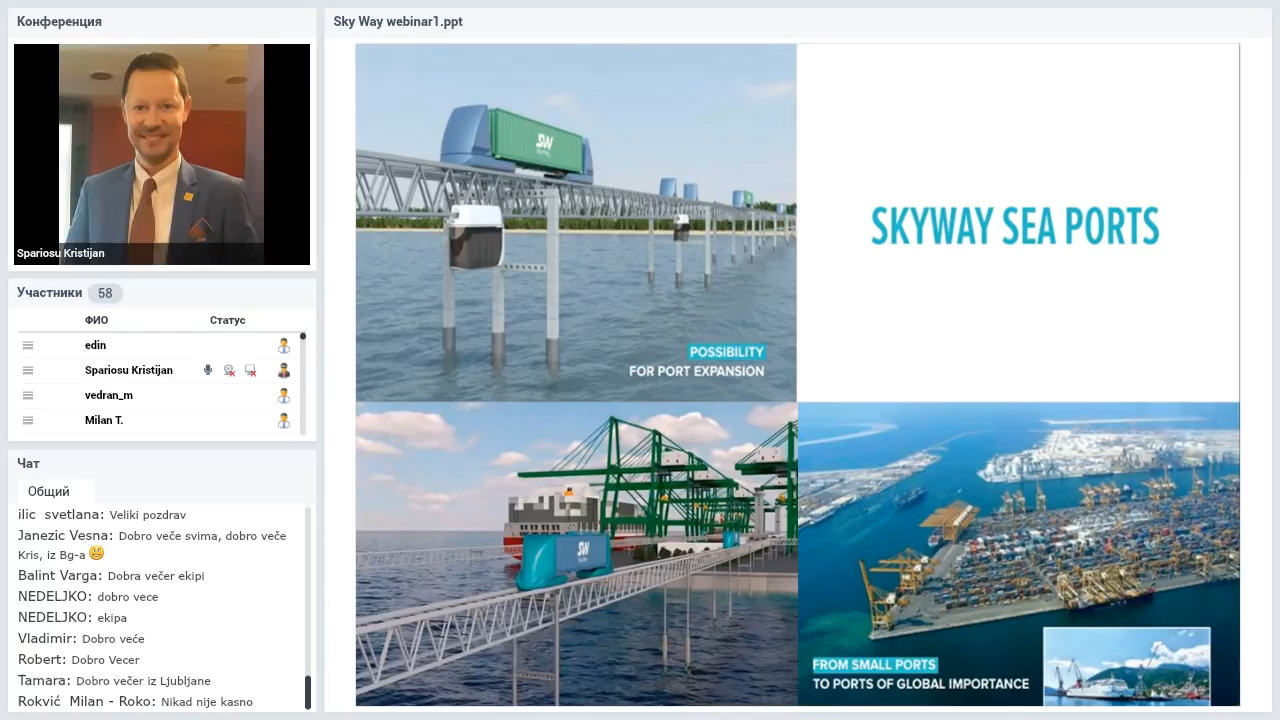 Конференция
Spariosu Kristijan
Участники 58
ФИО Статус
edin
Spariosu Kristijan
vedran_m
Milan T.
Чат
Общий
ilic svetlana: Veliki pozdrav
Janezic Vesna: Dobro veče svima, dobro veče
Kris, iz Bg-a
Balint Varga: Dobra večer ekipi
NEDELJKO: dobro vece
NEDELJKO: ekipa
Vladimir: Dobro veće
Robert: Dobro Vecer
Tamara: Dobro večer iz Ljubljane
Rokvić Milan - Roko: Nikad nije kasno
Sky Way webinar1.ppt
SW
POSSIBILITY
FOR PORT EXPANSION
SKYWAY SEA PORTS
SW
FROM SMALL PORTS
TO PORTS OF GLOBAL IMPORTANCE